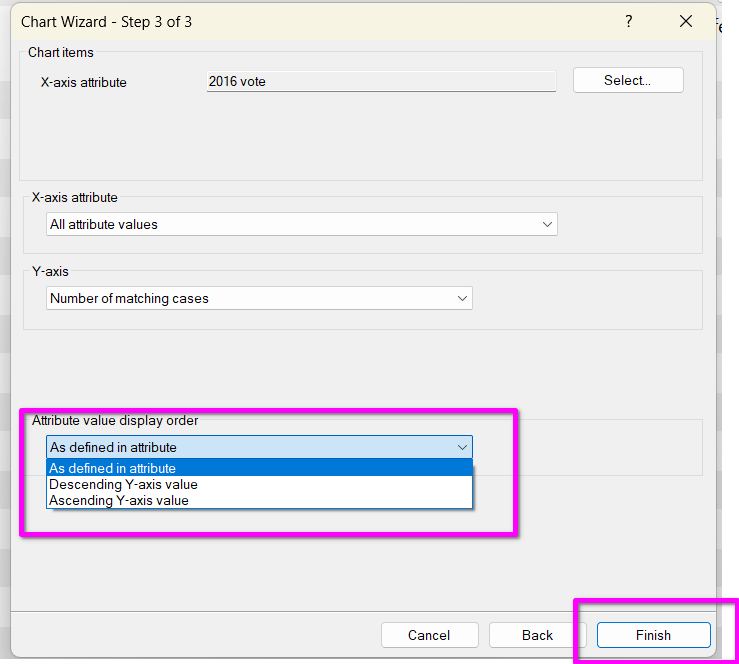 Chart Wizard - Step 3 of 3 ?
Chart items
X-axis attribute 2016 vote Select...
X-axis attribute
All attribute values
Y-axis
Number of matching cases
Attribute value display order
As defined in attribute
As defined in attribute
Descending Y-axis value
Ascending Y-axis value
Cancel Back Finish